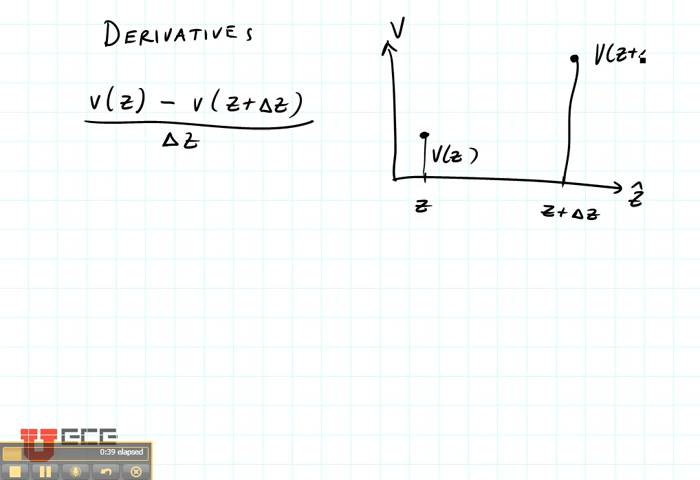 DERIVATIVES
V(z) - V(z+Δz)
Δz
V
V(z+
V(z)
z
z+Δz
ẑ
U ECE
0:39 elapsed